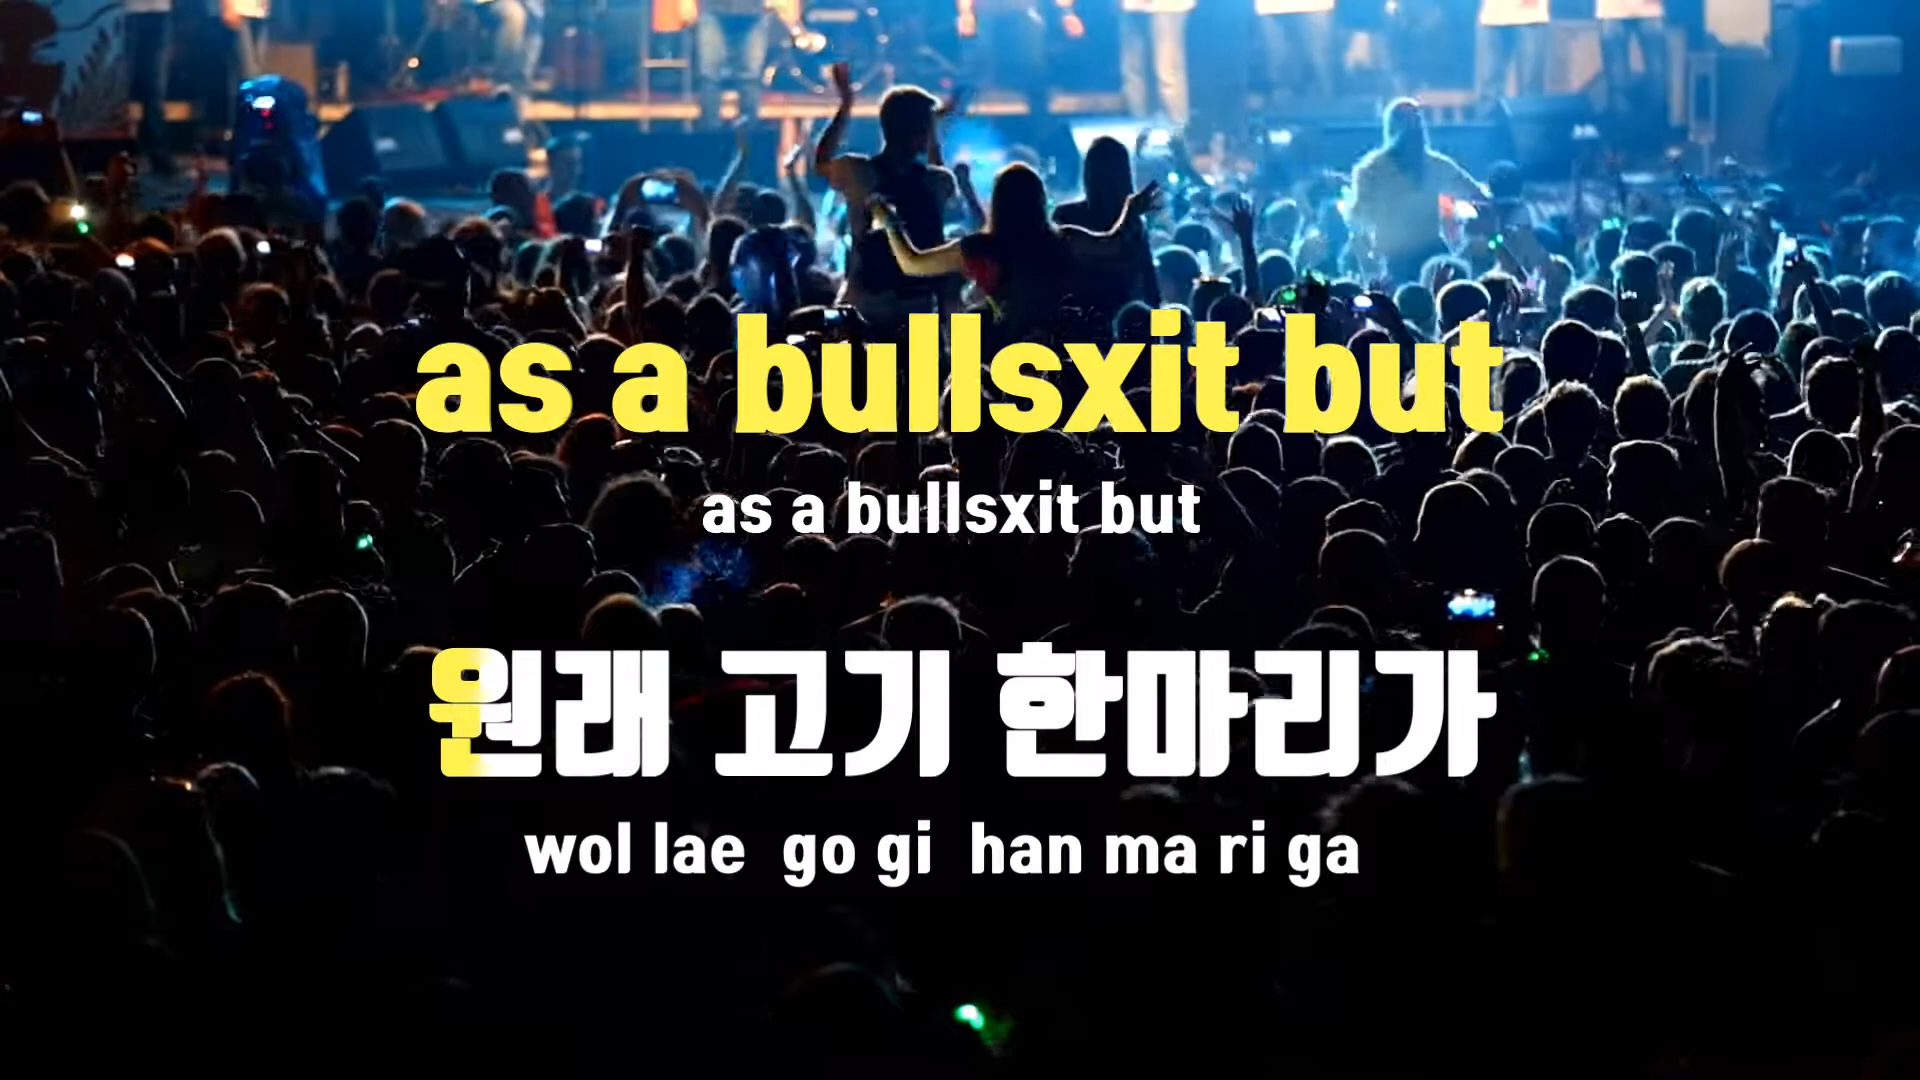 as a bullsxit but
as a bullsxit but
원래 고기 한마리가
wol lae go gi han ma ri ga